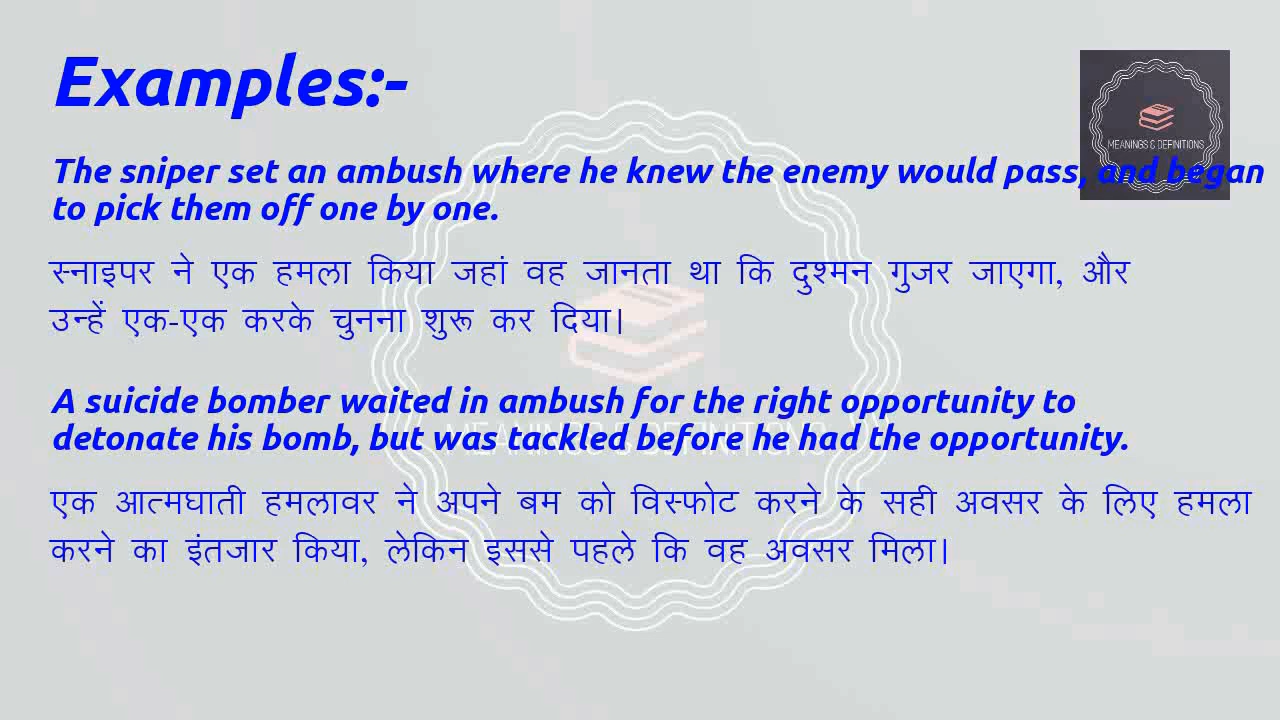 Examples:-
MEANINGS & DEFINITIONS
The sniper set an ambush where he knew the enemy would pass, and began
to pick them off one by one.
स्नाइपर ने एक हमला किया जहां वह जानता था कि दुश्मन गुजर जाएगा, और
उन्हें एक-एक करके चुनना शुरू कर दिया।
A suicide bomber waited in ambush for the right opportunity to
detonate his bomb, but was tackled before he had the opportunity.
MEANINGS & DEFINITIONS
एक आत्मघाती हमलावर ने अपने बम को विस्फोट करने के सही अवसर के लिए हमला
करने का इंतजार किया, लेकिन इससे पहले कि वह अवसर मिला।